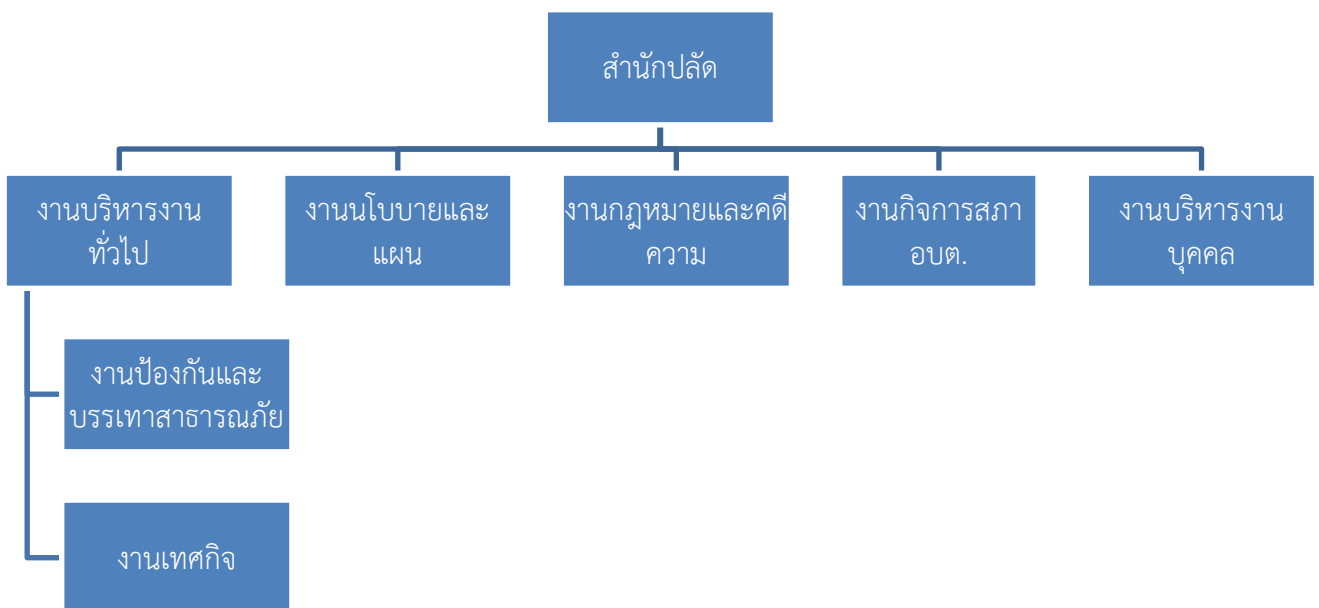 สำนักปลัด
งานบริหารงาน
ทั่วไป
งานนโบบายและ
แผน
งานกฎหมายและคดี
ความ
งานกิจการสภา
อบต.
งานบริหารงาน
บุคคล
งานป้องกันและ
บรรเทาสาธารณภัย
งานเทศกิจ